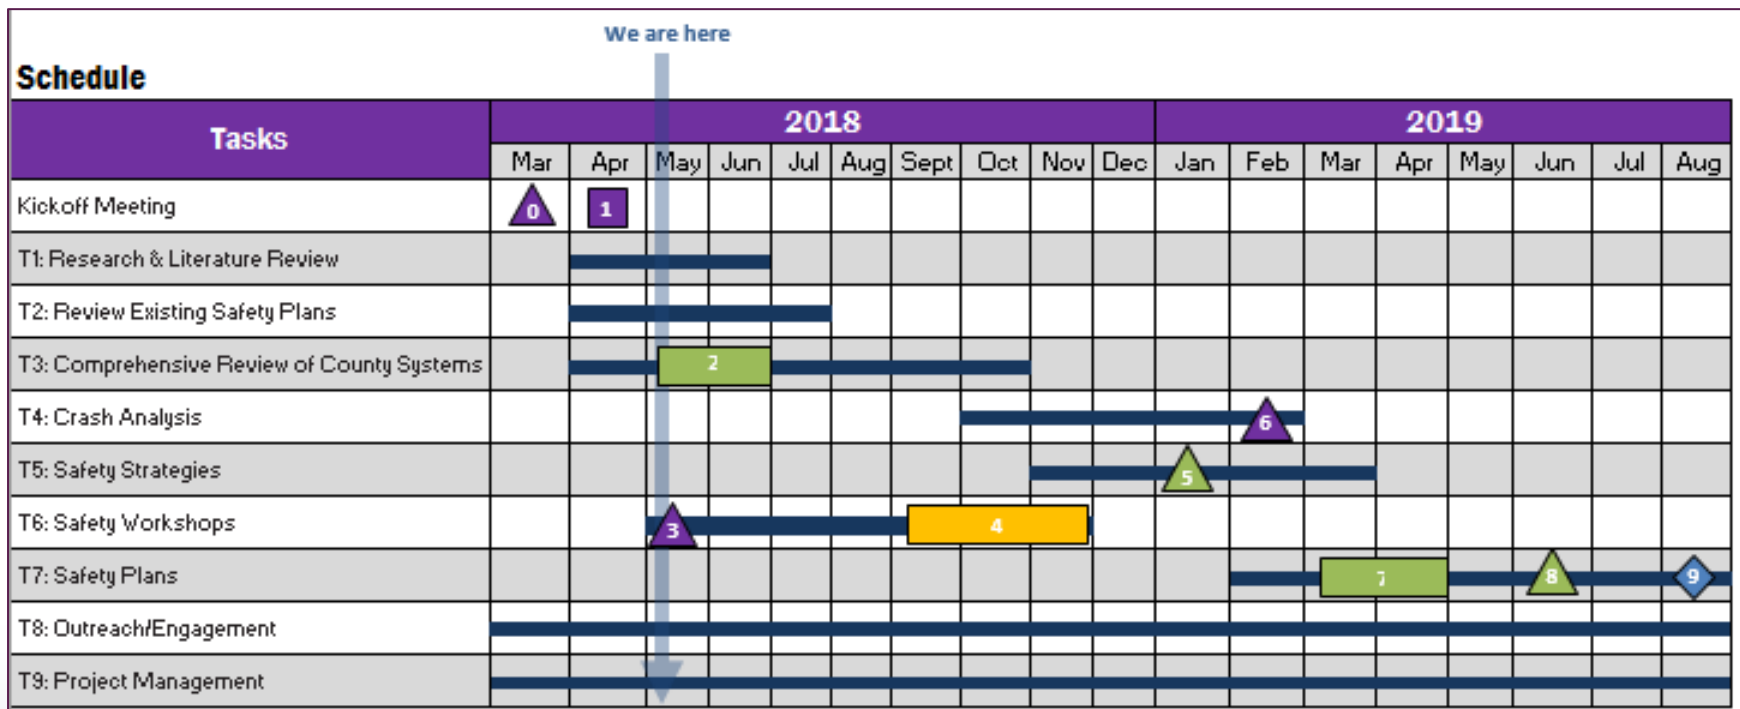 We are here
Schedule
Tasks 2018 2019
Mar Apr May Jun Jul Aug Sept Oct Nov Dec Jan Feb Mar Apr May Jun Jul Aug
Kickoff Meeting 0 1
T1: Research & Literature Review
T2: Review Existing Safety Plans
T3: Comprehensive Review of County Systems 2
T4: Crash Analysis 6
T5: Safety Strategies 5
T6: Safety Workshops 3 4
T7: Safety Plans 7 8 9
T8: Outreach/Engagement
T9: Project Management